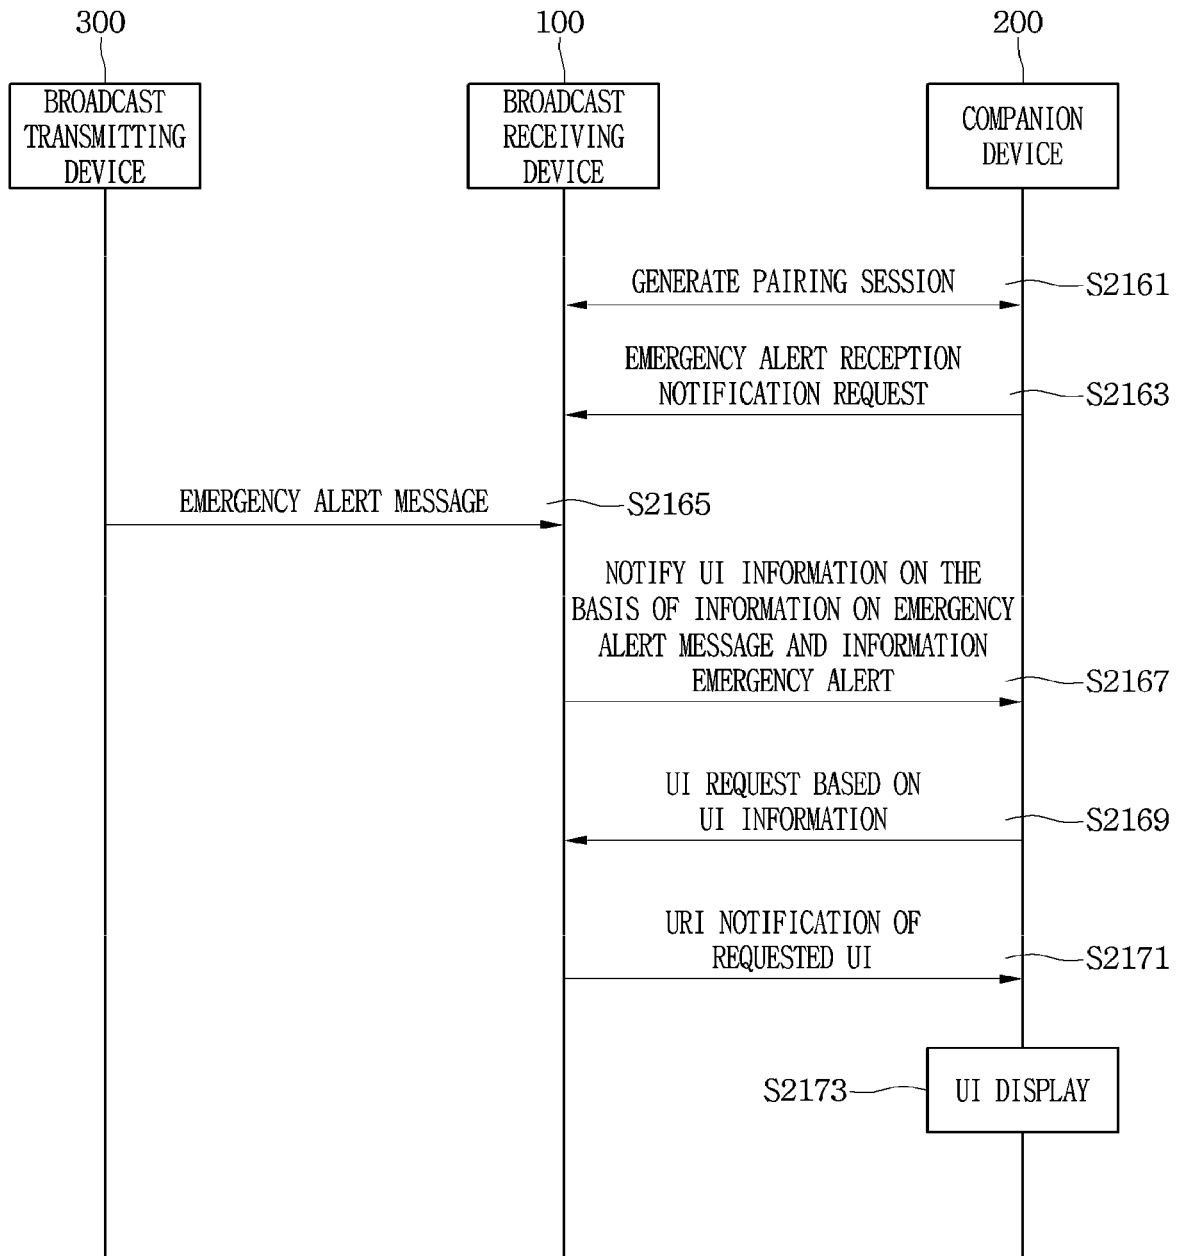 300
100
200
BROADCAST
TRANSMITTING
DEVICE
BROADCAST
RECEIVING
DEVICE
COMPANION
DEVICE
GENERATE PAIRING SESSION
S2161
EMERGENCY ALERT RECEPTION
NOTIFICATION REQUEST
S2163
EMERGENCY ALERT MESSAGE
S2165
NOTIFY UI INFORMATION ON THE
BASIS OF INFORMATION ON EMERGENCY
ALERT MESSAGE AND INFORMATION
EMERGENCY ALERT
S2167
UI REQUEST BASED ON
UI INFORMATION
S2169
URI NOTIFICATION OF
REQUESTED UI
S2171
S2173
UI DISPLAY